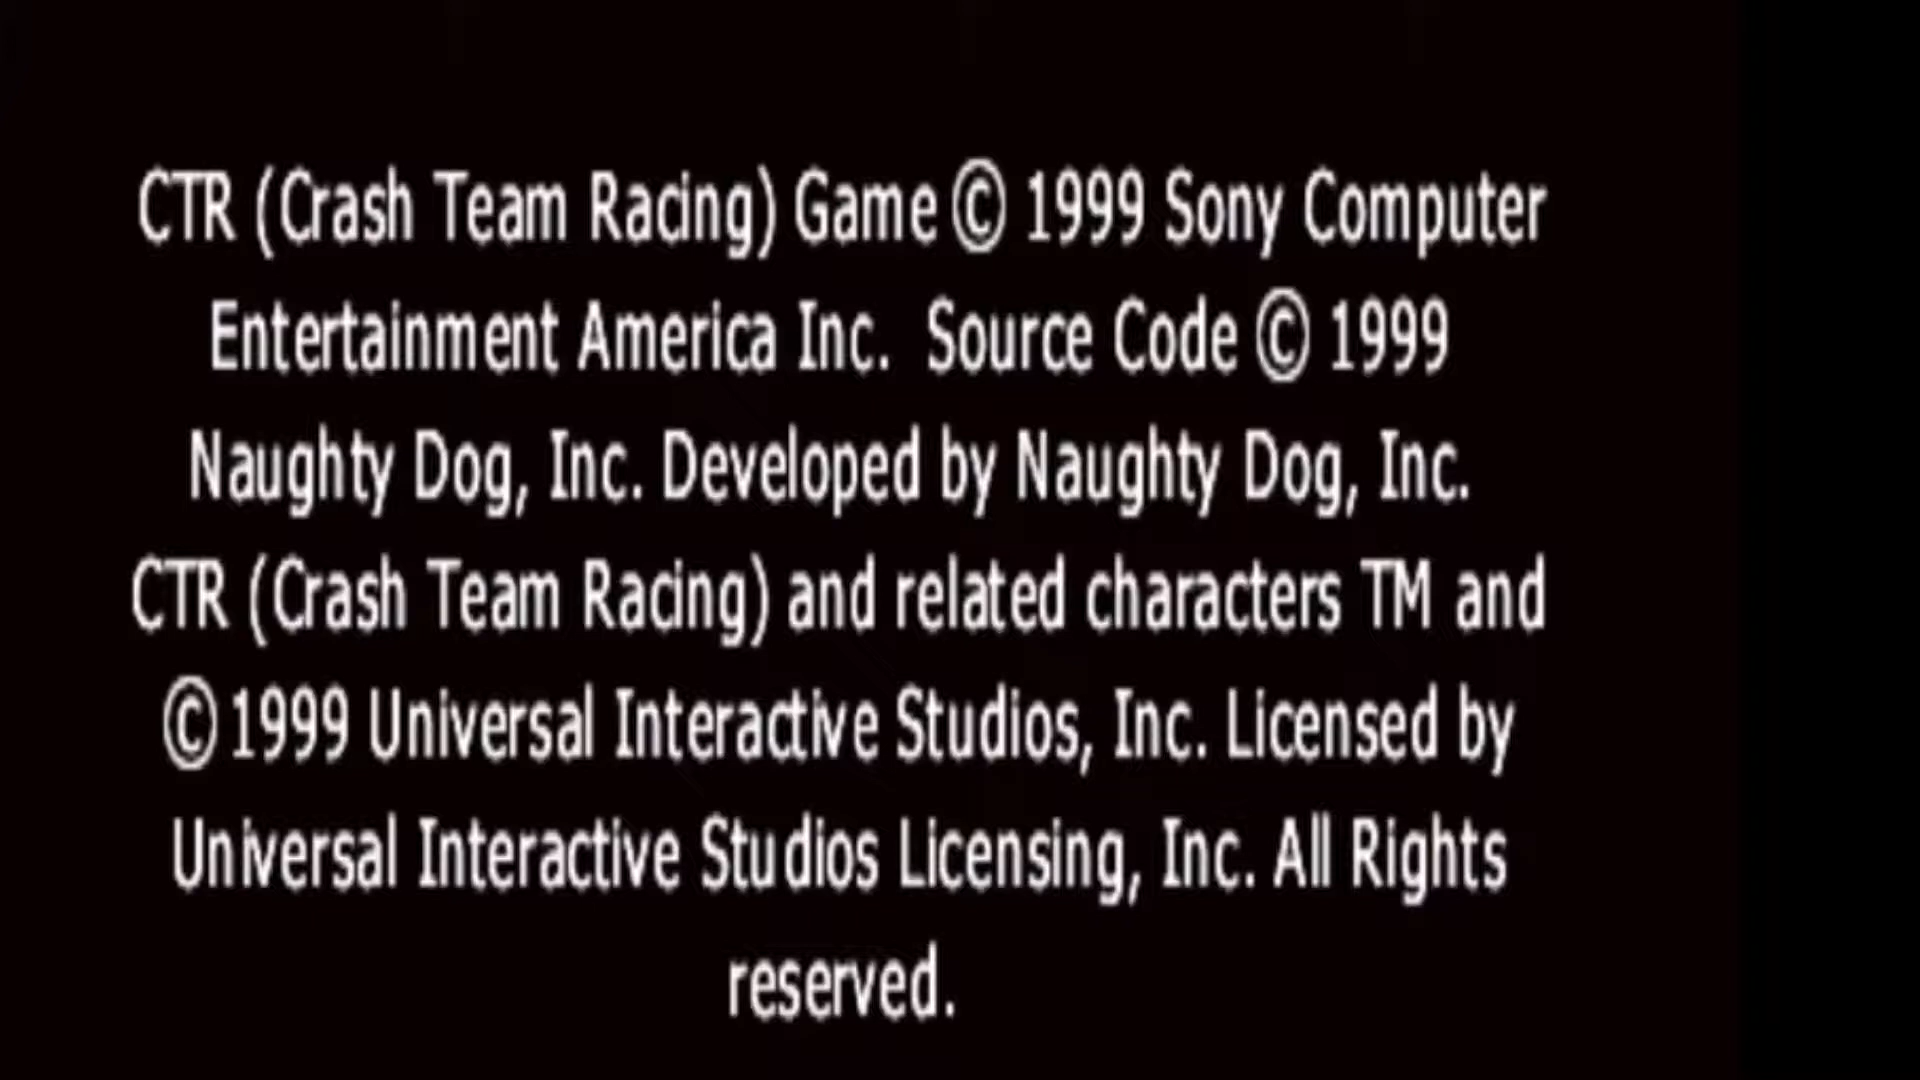 CTR (Crash Team Racing) Game © 1999 Sony Computer
Entertainment America Inc.  Source Code © 1999
Naughty Dog, Inc. Developed by Naughty Dog, Inc.
CTR (Crash Team Racing) and related characters TM and
© 1999 Universal Interactive Studios, Inc. Licensed by
Universal Interactive Studios Licensing, Inc. All Rights
reserved.